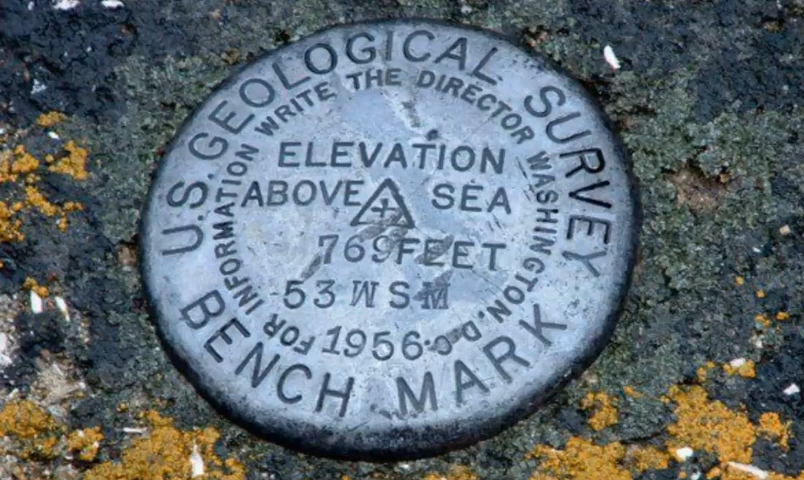 U.S. GEOLOGICAL SURVEY
FOR INFORMATION WRITE THE DIRECTOR WASHINGTON, D.C.
ELEVATION
ABOVE SEA
769 FEET
53 WSM
1956
BENCH MARK